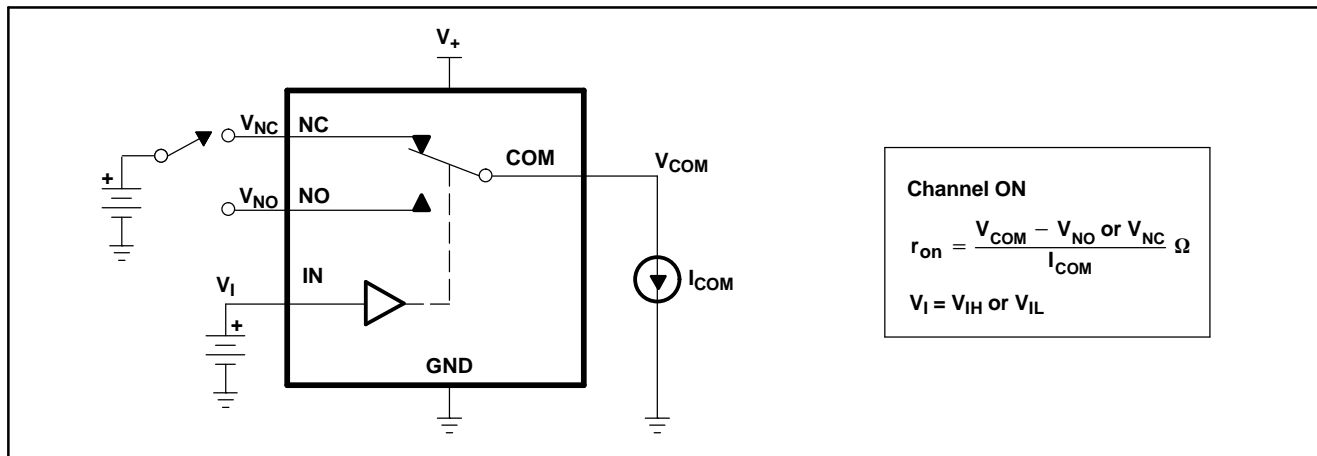 V+
VNC NC
COM VCOM
+
VNO NO
VI IN
ICOM
+
GND
Channel ON
ron = VCOM − VNO or VNC / ICOM Ω
VI = VIH or VIL